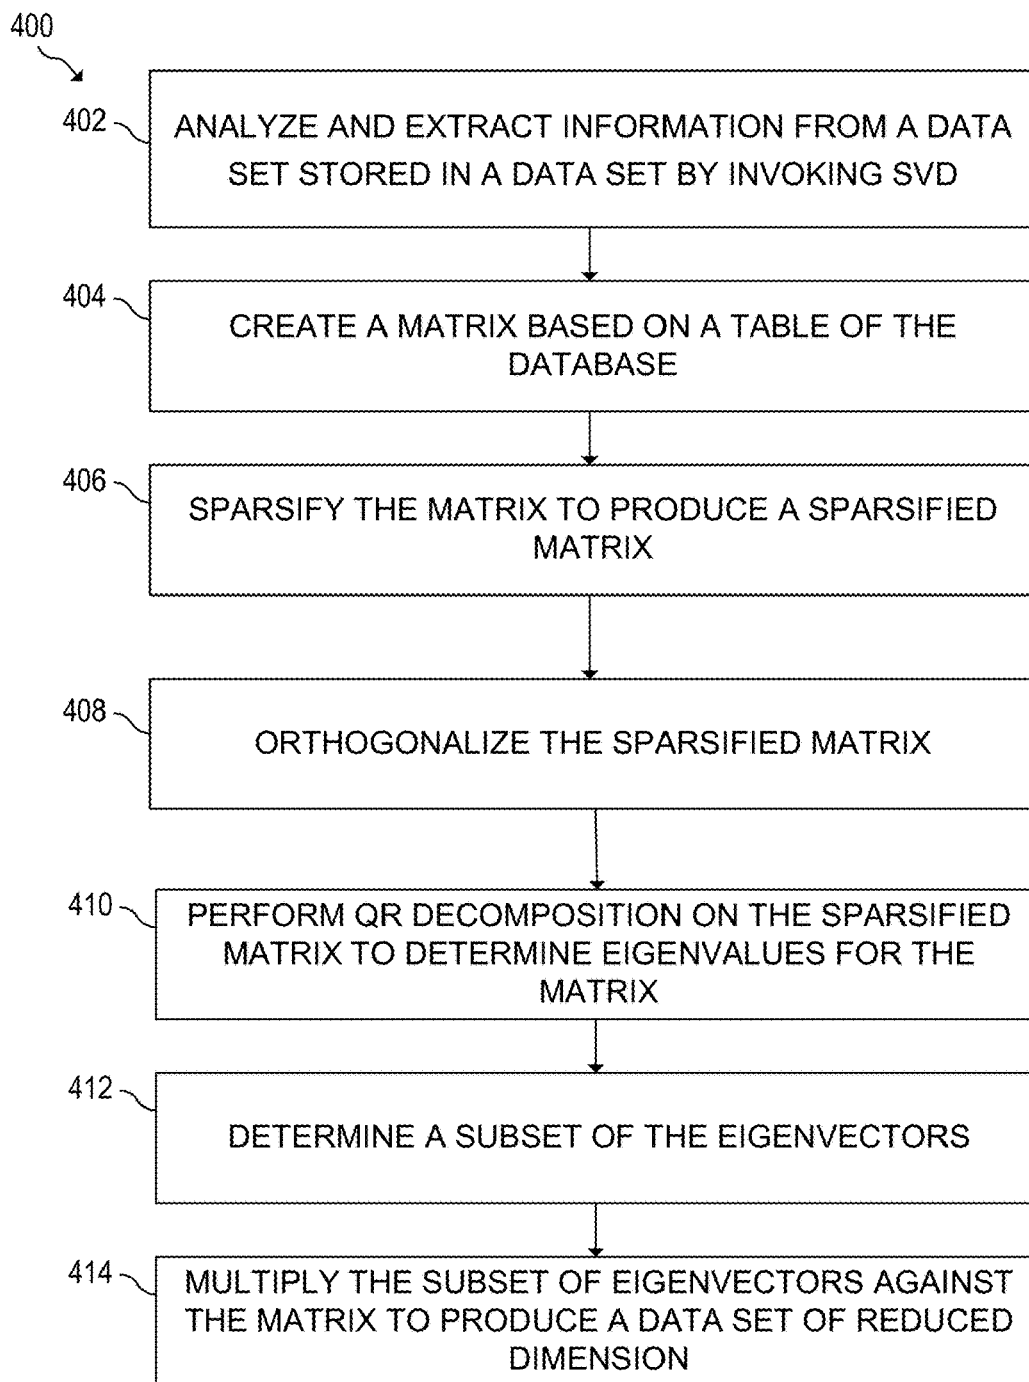 400
402
ANALYZE AND EXTRACT INFORMATION FROM A DATA
SET STORED IN A DATA SET BY INVOKING SVD
404
CREATE A MATRIX BASED ON A TABLE OF THE
DATABASE
406
SPARSIFY THE MATRIX TO PRODUCE A SPARSIFIED
MATRIX
408
ORTHOGONALIZE THE SPARSIFIED MATRIX
410
PERFORM QR DECOMPOSITION ON THE SPARSIFIED
MATRIX TO DETERMINE EIGENVALUES FOR THE
MATRIX
412
DETERMINE A SUBSET OF THE EIGENVECTORS
414
MULTIPLY THE SUBSET OF EIGENVECTORS AGAINST
THE MATRIX TO PRODUCE A DATA SET OF REDUCED
DIMENSION